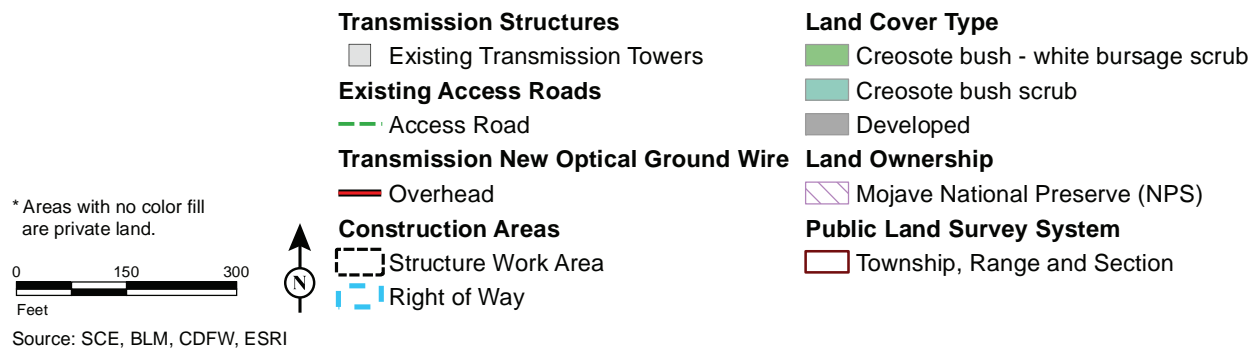 Transmission Structures
Existing Transmission Towers
Existing Access Roads
Access Road
Transmission New Optical Ground Wire
Overhead
Construction Areas
Structure Work Area
Right of Way
Land Cover Type
Creosote bush - white bursage scrub
Creosote bush scrub
Developed
Land Ownership
Mojave National Preserve (NPS)
Public Land Survey System
Township, Range and Section
* Areas with no color fill
are private land.
0 150 300
Feet
N
Source: SCE, BLM, CDFW, ESRI